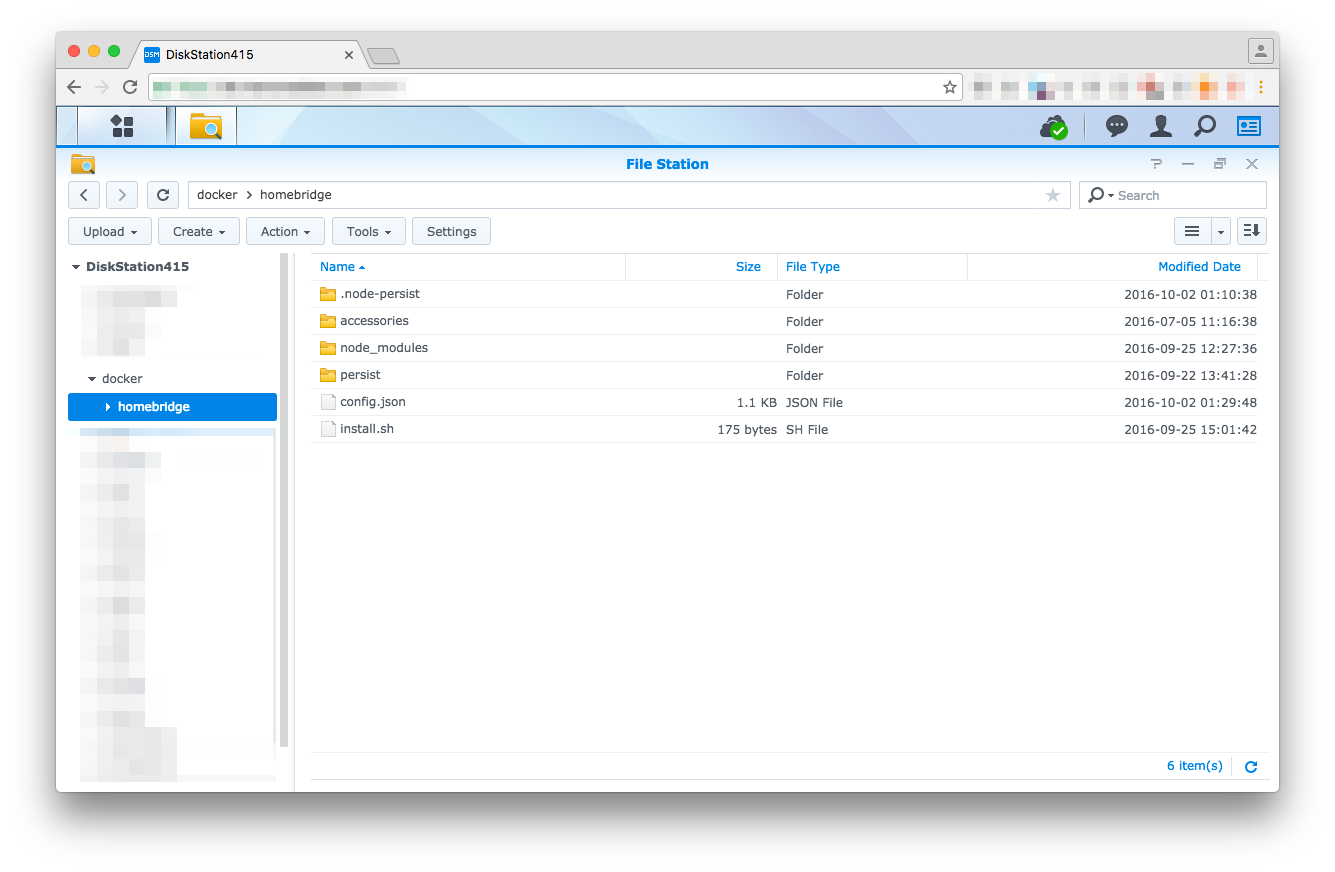 DSM DiskStation415
File Station
docker > homebridge
Search
Upload Create Action Tools Settings
DiskStation415
docker
homebridge
Name Size File Type Modified Date
.node-persist Folder 2016-10-02 01:10:38
accessories Folder 2016-07-05 11:16:38
node_modules Folder 2016-09-25 12:27:36
persist Folder 2016-09-22 13:41:28
config.json 1.1 KB JSON File 2016-10-02 01:29:48
install.sh 175 bytes SH File 2016-09-25 15:01:42
6 item(s)